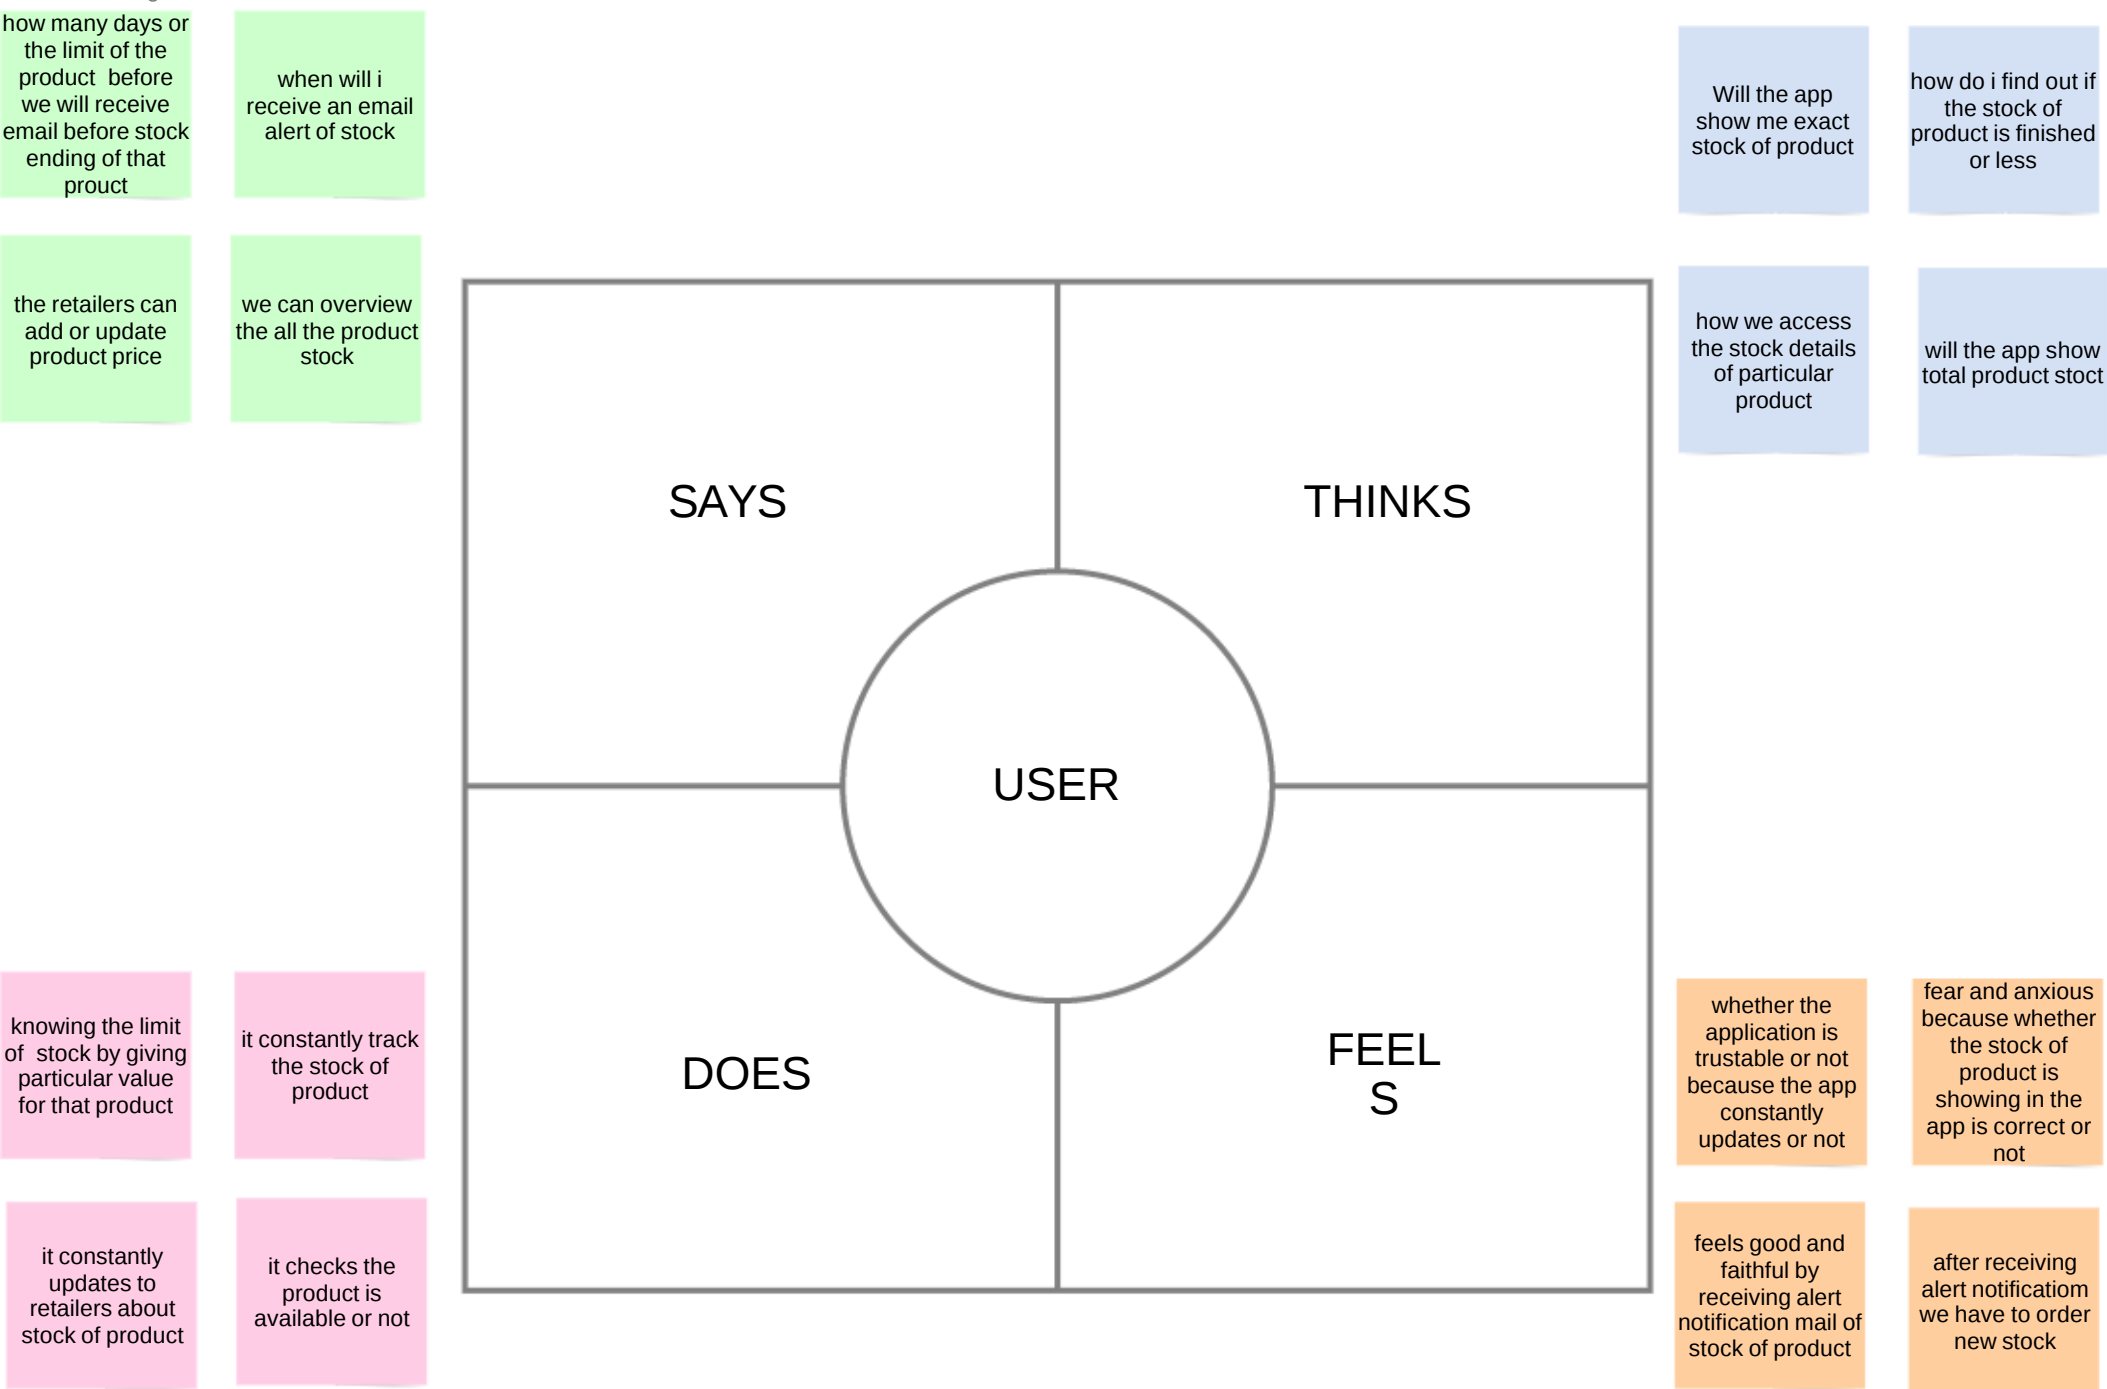 how many days or
the limit of the
product  before
we will receive
email before stock
ending of that
prouct
when will i
receive an email
alert of stock
the retailers can
add or update
product price
we can overview
the all the product
stock
Will the app
show me exact
stock of product
how do i find out if
the stock of
product is finished
or less
how we access
the stock details
of particular
product
will the app show
total product stoct
SAYS
THINKS
USER
DOES
FEEL
S
knowing the limit
of  stock by giving
particular value
for that product
it constantly track
the stock of
product
it constantly
updates to
retailers about
stock of product
it checks the
product is
available or not
whether the
application is
trustable or not
because the app
constantly
updates or not
fear and anxious
because whether
the stock of
product is
showing in the
app is correct or
not
feels good and
faithful by
receiving alert
notification mail of
stock of product
after receiving
alert notificatiom
we have to order
new stock